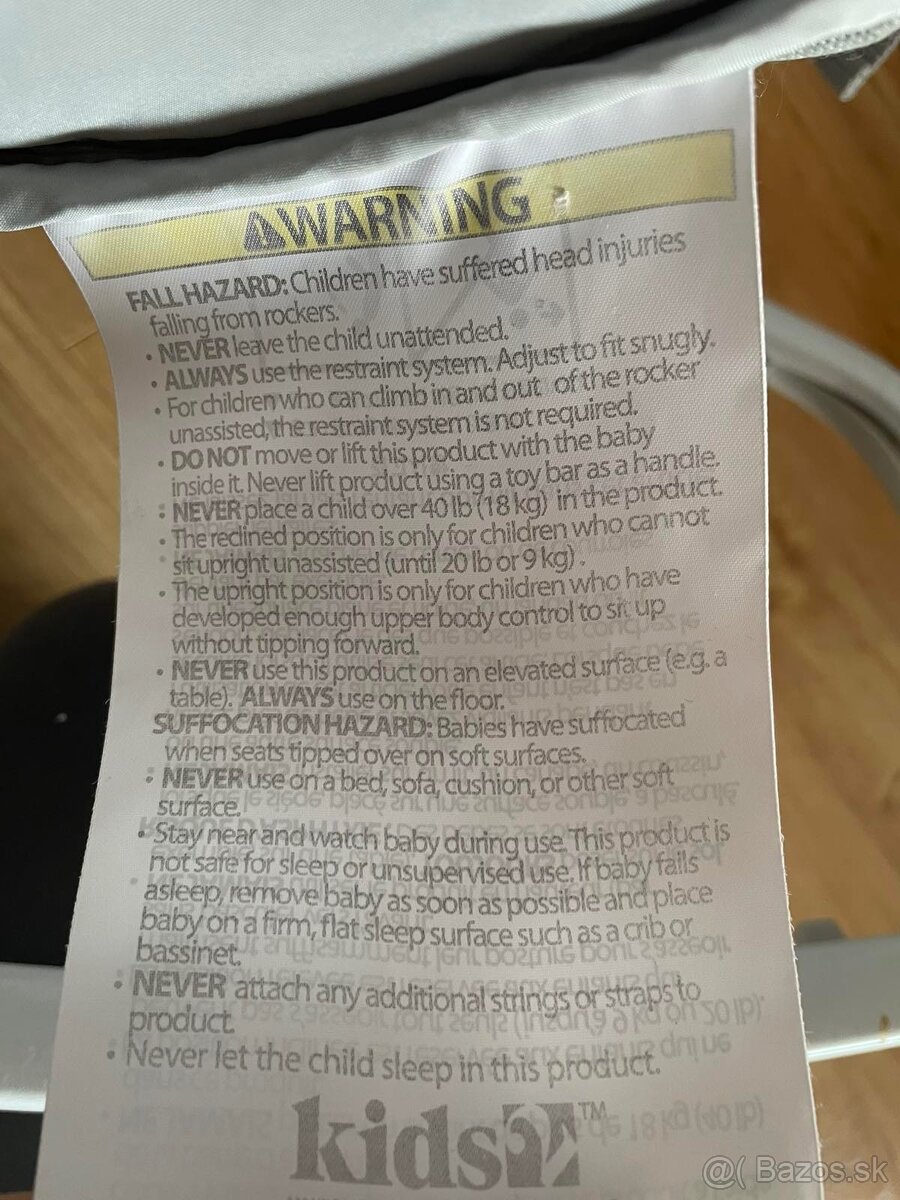 ⚠WARNING
FALL HAZARD: Children have suffered head injuries
falling from rockers.
• NEVER leave the child unattended.
• ALWAYS use the restraint system. Adjust to fit snugly.
• For children who can climb in and out of the rocker
unassisted, the restraint system is not required.
• DO NOT move or lift this product with the baby
inside it. Never lift product using a toy bar as a handle.
• NEVER place a child over 40 lb (18 kg) in the product.
• The reclined position is only for children who cannot
sit upright unassisted (until 20 lb or 9 kg).
• The upright position is only for children who have
developed enough upper body control to sit up
without tipping forward.
• NEVER use this product on an elevated surface (e.g. a
table). ALWAYS use on the floor.
SUFFOCATION HAZARD: Babies have suffocated
when seats tipped over on soft surfaces.
• NEVER use on a bed, sofa, cushion, or other soft
surface.
• Stay near and watch baby during use. This product is
not safe for sleep or unsupervised use. If baby falls
asleep, remove baby as soon as possible and place
baby on a firm, flat sleep surface such as a crib or
bassinet.
• NEVER attach any additional strings or straps to
product.
• Never let the child sleep in this product.
kids2™
@( Bazos.sk